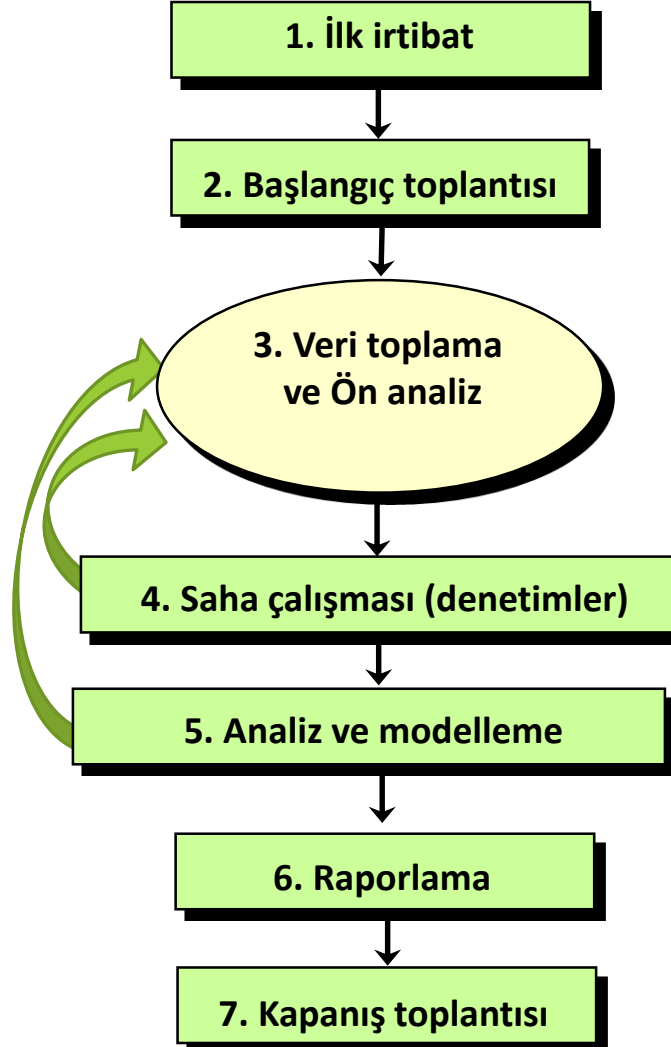 1. İlk irtibat
2. Başlangıç toplantısı
3. Veri toplama
ve Ön analiz
4. Saha çalışması (denetimler)
5. Analiz ve modelleme
6. Raporlama
7. Kapanış toplantısı